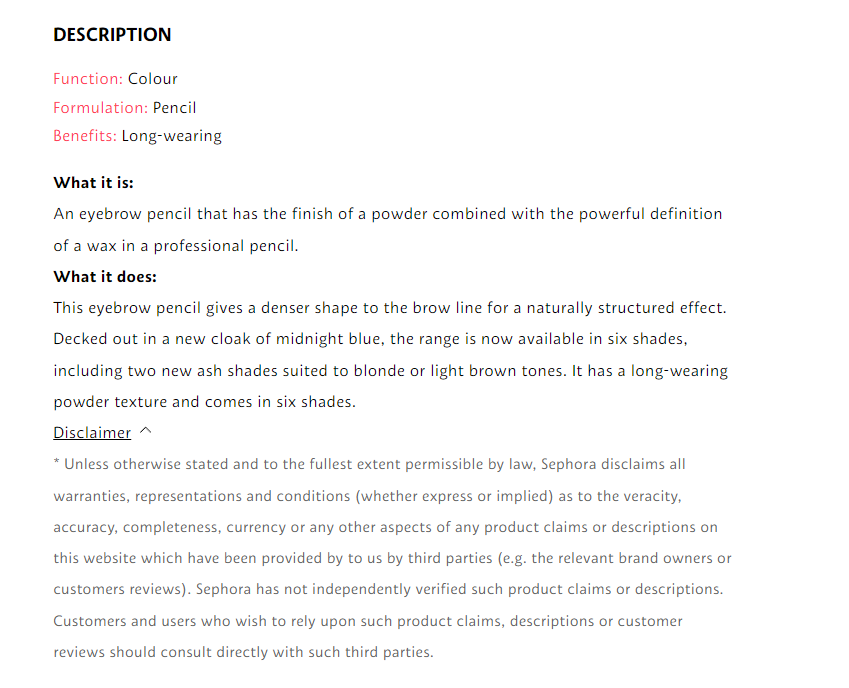 DESCRIPTION
Function: Colour
Formulation: Pencil
Benefits: Long-wearing
What it is:
An eyebrow pencil that has the finish of a powder combined with the powerful definition
of a wax in a professional pencil.
What it does:
This eyebrow pencil gives a denser shape to the brow line for a naturally structured effect.
Decked out in a new cloak of midnight blue, the range is now available in six shades,
including two new ash shades suited to blonde or light brown tones. It has a long-wearing
powder texture and comes in six shades.
Disclaimer
* Unless otherwise stated and to the fullest extent permissible by law, Sephora disclaims all
warranties, representations and conditions (whether express or implied) as to the veracity,
accuracy, completeness, currency or any other aspects of any product claims or descriptions on
this website which have been provided by to us by third parties (e.g. the relevant brand owners or
customers reviews). Sephora has not independently verified such product claims or descriptions.
Customers and users who wish to rely upon such product claims, descriptions or customer
reviews should consult directly with such third parties.